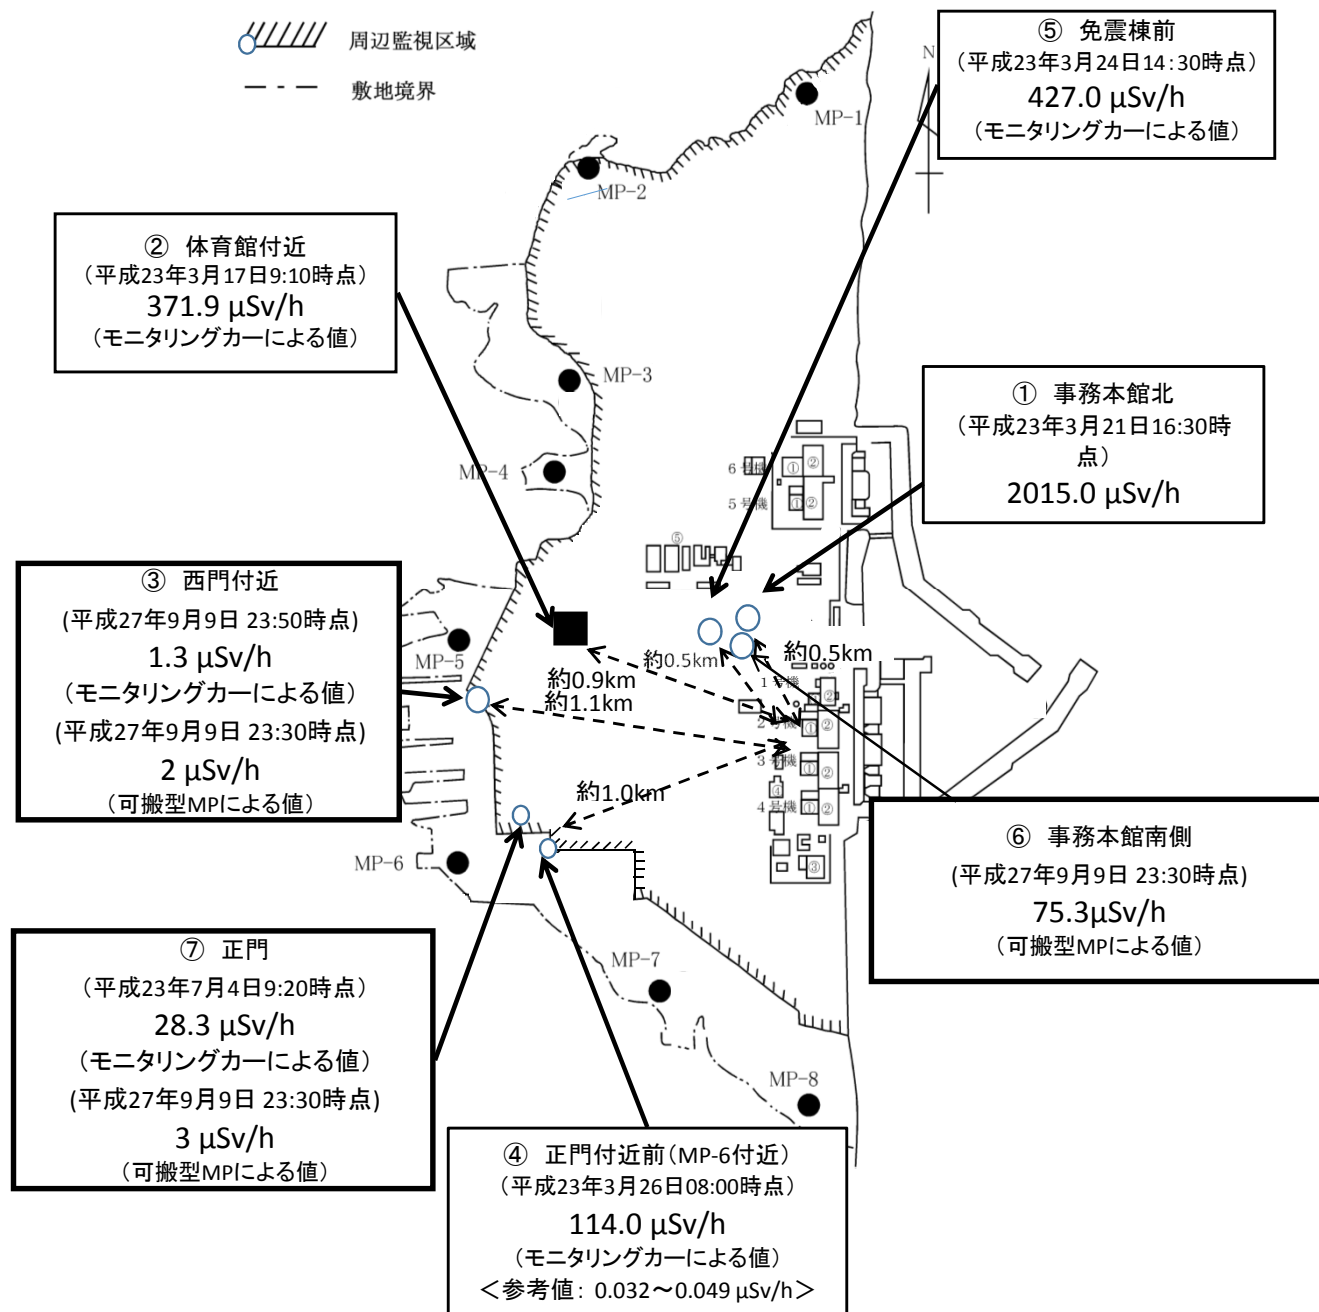 周辺監視区域
敷地境界
⑤ 免震棟前
(平成23年3月24日14:30時点)
427.0 μSv/h
(モニタリングカーによる値)
N
MP-1
MP-2
② 体育館付近
(平成23年3月17日9:10時点)
371.9 μSv/h
(モニタリングカーによる値)
MP-3
① 事務本館北
(平成23年3月21日16:30時
点)
2015.0 μSv/h
MP-4
6号機
①
②
5号機
①
②
⑤
③ 西門付近
(平成27年9月9日 23:50時点)
1.3 μSv/h
(モニタリングカーによる値)
(平成27年9月9日 23:30時点)
2 μSv/h
(可搬型MPによる値)
MP-5
約0.5km
約0.5km
約0.9km
約1.1km
1号機
②
2号機
①
②
3号機
①
②
④
約1.0km
4号機
①
②
③
MP-6
⑥ 事務本館南側
(平成27年9月9日 23:30時点)
75.3μSv/h
(可搬型MPによる値)
⑦ 正門
(平成23年7月4日9:20時点)
28.3 μSv/h
(モニタリングカーによる値)
(平成27年9月9日 23:30時点)
3 μSv/h
(可搬型MPによる値)
MP-7
MP-8
④ 正門付近前(MP-6付近)
(平成23年3月26日08:00時点)
114.0 μSv/h
(モニタリングカーによる値)
<参考値: 0.032~0.049 μSv/h>